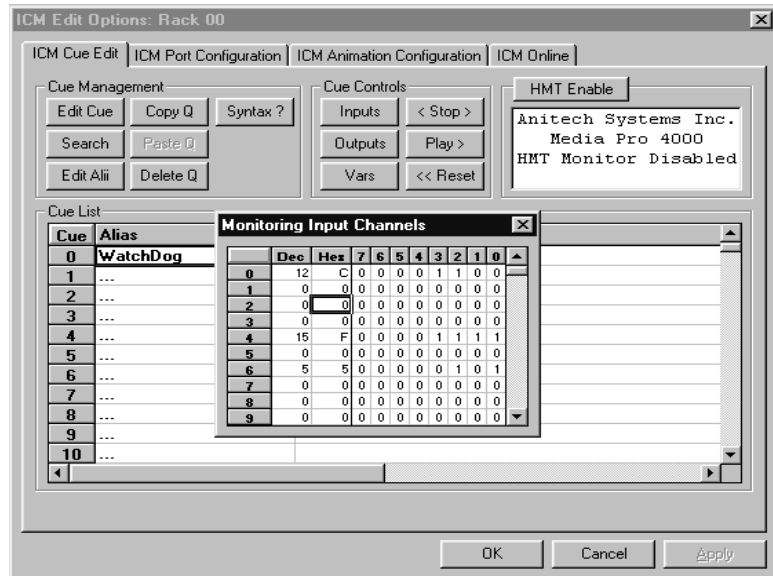 ICM Edit Options: Rack 00
ICM Cue Edit ICM Port Configuration ICM Animation Configuration ICM Online
Cue Management
Edit Cue Copy Q Syntax ?
Search Paste Q
Edit Alii Delete Q
Cue Controls
Inputs < Stop >
Outputs Play >
Vars << Reset
HMT Enable
Anitech Systems Inc.
Media Pro 4000
HMT Monitor Disabled
Cue List
Cue Alias
0 WatchDog
1 ...
2 ...
3 ...
4 ...
5 ...
6 ...
7 ...
8 ...
9 ...
10 ...
Monitoring Input Channels
Dec Hex 7 6 5 4 3 2 1 0
0 12 C 0 0 0 0 1 1 0 0
1 0 0 0 0 0 0 0 0 0 0
2 0 0 0 0 0 0 0 0 0 0
3 0 0 0 0 0 0 0 0 0 0
4 15 F 0 0 0 0 1 1 1 1
5 0 0 0 0 0 0 0 0 0 0
6 5 5 0 0 0 0 0 1 0 1
7 0 0 0 0 0 0 0 0 0 0
8 0 0 0 0 0 0 0 0 0 0
9 0 0 0 0 0 0 0 0 0 0
OK Cancel Apply